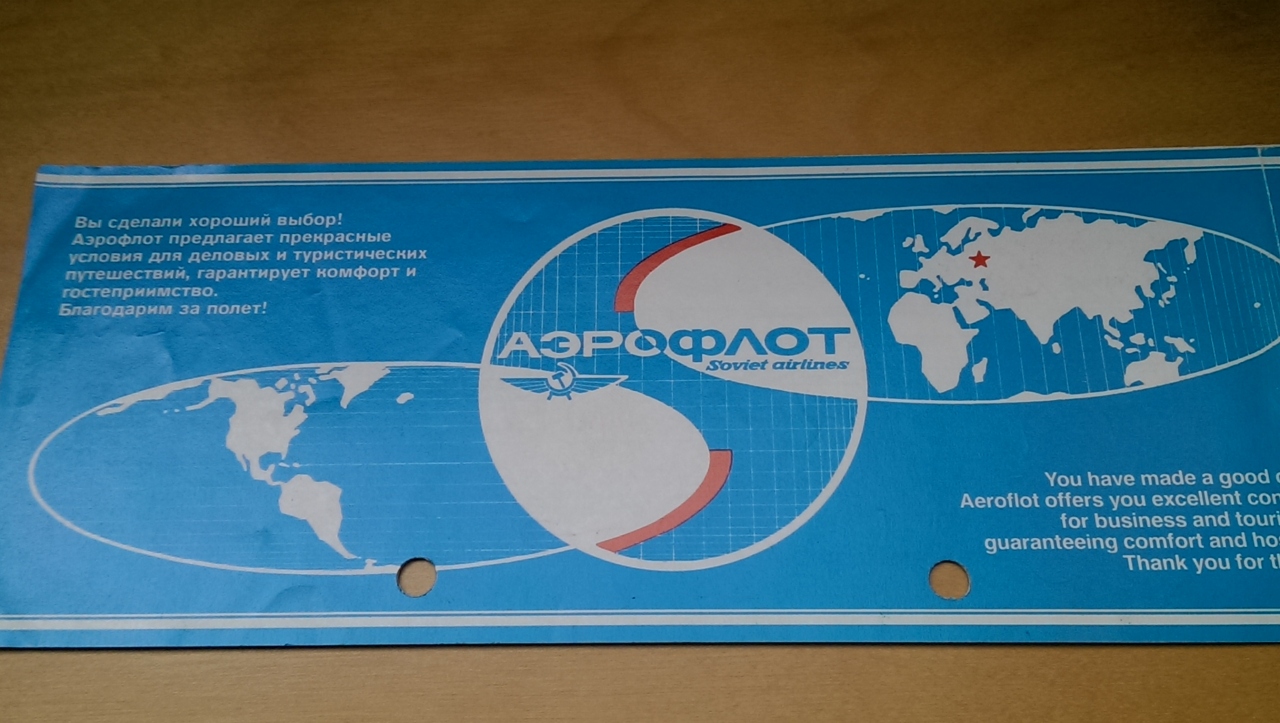 Вы сделали хороший выбор!
Аэрофлот предлагает прекрасные
условия для деловых и туристических
путешествий, гарантирует комфорт и
гостеприимство.
Благодарим за полет!
АЭРОФЛОТ
Soviet airlines
You have made a good
Aeroflot offers you excellent
for business and
guaranteeing comfort and
Thank you for